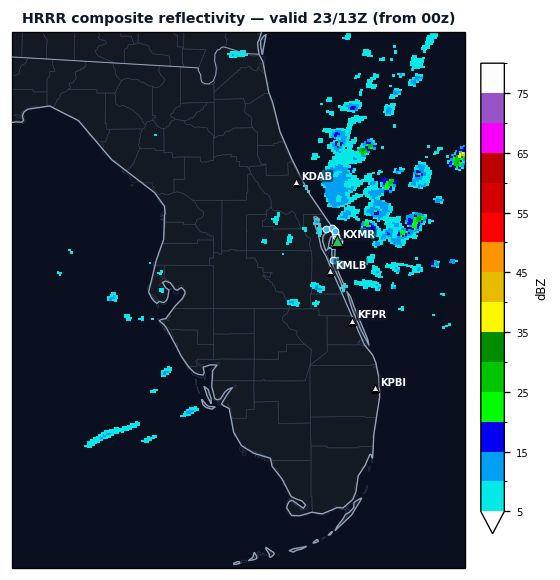 HRRR composite reflectivity — valid 23/13Z (from 00z)
KDAB
KXMR
KMLB
KFPR
KPBI
75
65
55
45
35
25
15
5
dBZ